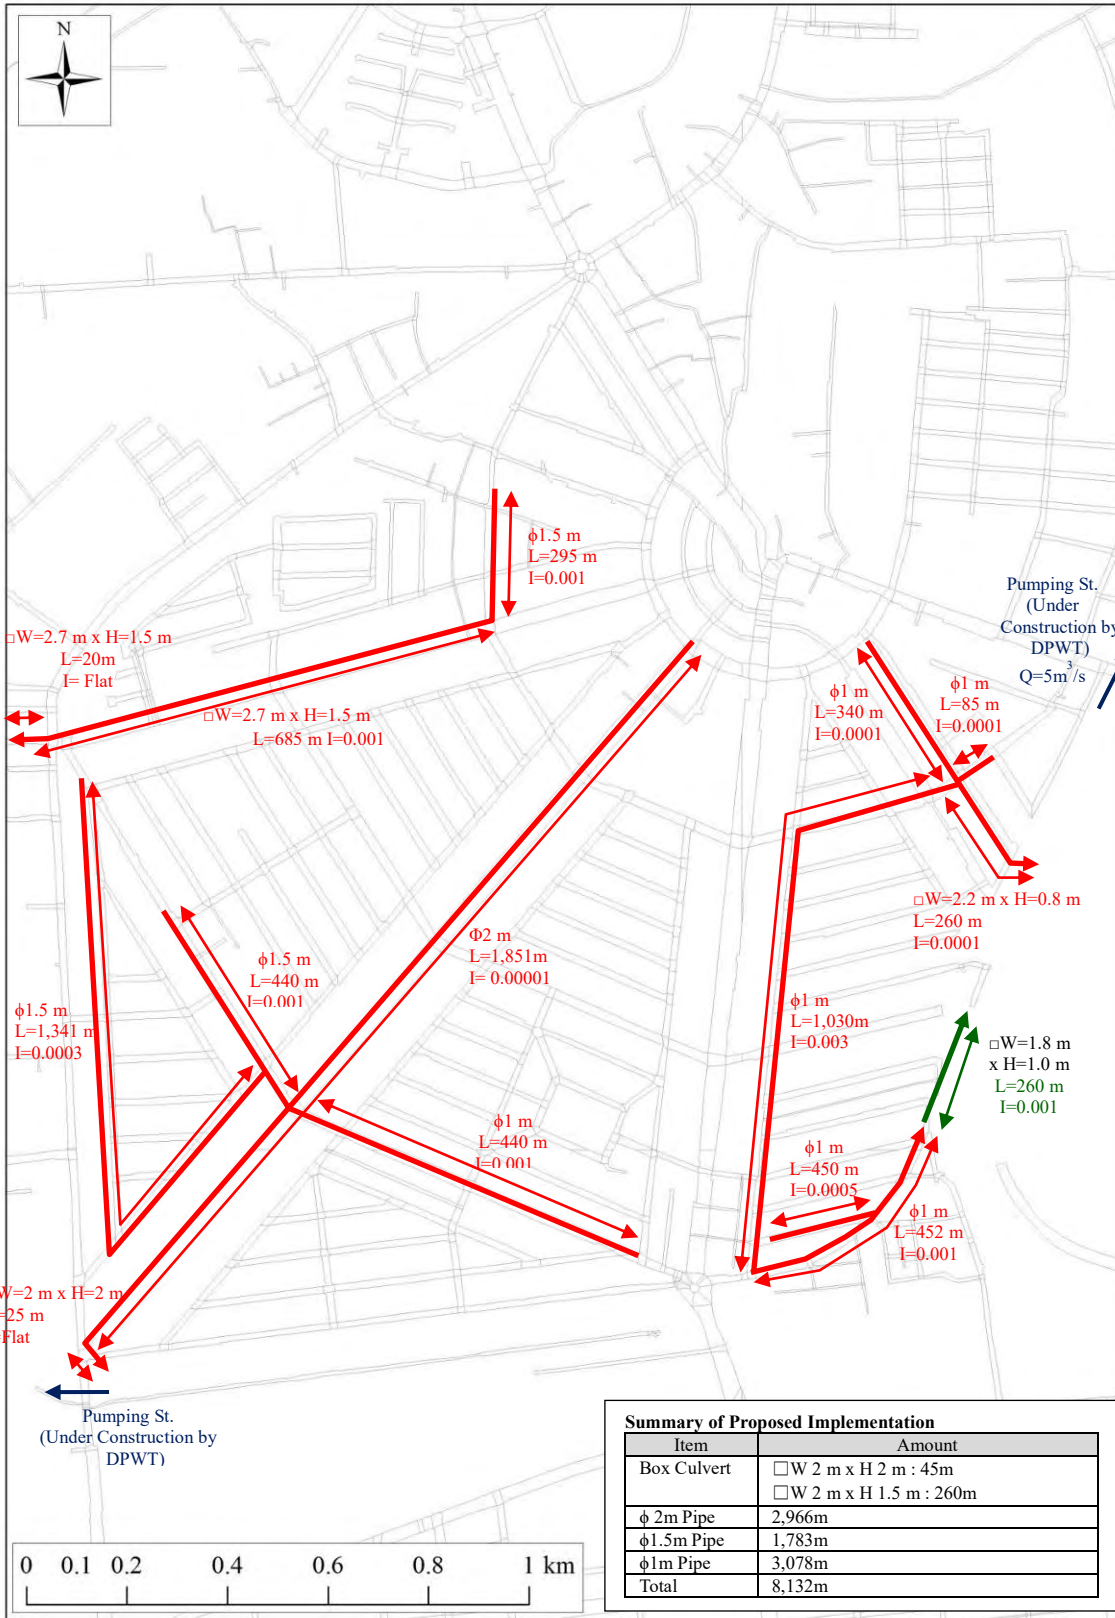 N
ϕ1.5 m
L=295 m
I=0.001
Pumping St.
(Under
Construction by
DPWT)
Q=5m³/s
□W=2.7 m x H=1.5 m
L=20m
I= Flat
□W=2.7 m x H=1.5 m
L=685 m I=0.001
ϕ1 m
L=340 m
I=0.0001
ϕ1 m
L=85 m
I=0.0001
□W=2.2 m x H=0.8 m
L=260 m
I=0.0001
Φ2 m
L=1,851m
I= 0.00001
ϕ1.5 m
L=440 m
I=0.001
ϕ1.5 m
L=1,341 m
I=0.0003
ϕ1 m
L=1,030m
I=0.003
□W=1.8 m
x H=1.0 m
L=260 m
I=0.001
ϕ1 m
L=440 m
I=0.001
ϕ1 m
L=450 m
I=0.0005
ϕ1 m
L=452 m
I=0.001
W=2 m x H=2 m
=25 m
Flat
Pumping St.
(Under Construction by
DPWT)
Summary of Proposed Implementation
Item Amount
Box Culvert □W 2 m x H 2 m : 45m
□W 2 m x H 1.5 m : 260m
ϕ 2m Pipe 2,966m
ϕ1.5m Pipe 1,783m
ϕ1m Pipe 3,078m
Total 8,132m
0 0.1 0.2 0.4 0.6 0.8 1 km